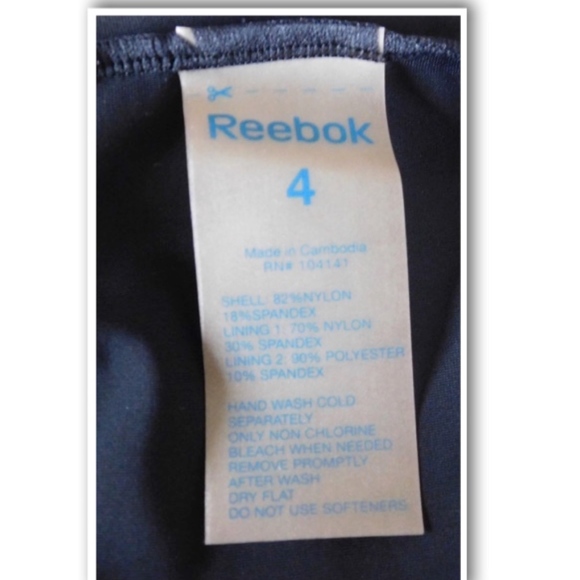 Reebok
4
Made in Cambodia
RN# 104141
SHELL: 82%NYLON
18%SPANDEX
LINING 1: 70% NYLON
30% SPANDEX
LINING 2: 90% POLYESTER
10% SPANDEX
HAND WASH COLD
SEPARATELY
ONLY NON CHLORINE
BLEACH WHEN NEEDED
REMOVE PROMPTLY
AFTER WASH
DRY FLAT
DO NOT USE SOFTENERS